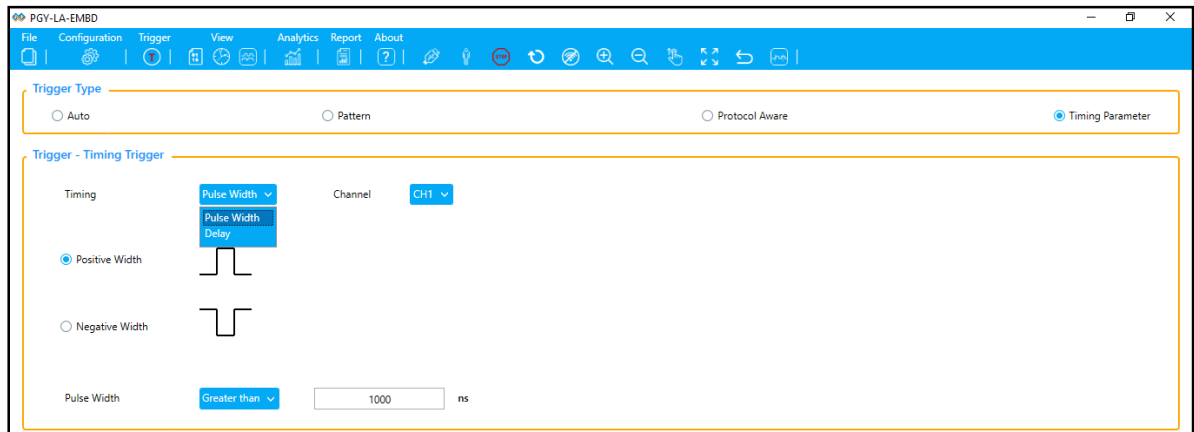 PGY-LA-EMBD
File Configuration Trigger View Analytics Report About
T STOP
Trigger Type
Auto Pattern Protocol Aware Timing Parameter
Trigger - Timing Trigger
Timing Pulse Width Channel CH1
Pulse Width
Delay
Positive Width
Negative Width
Pulse Width Greater than 1000 ns